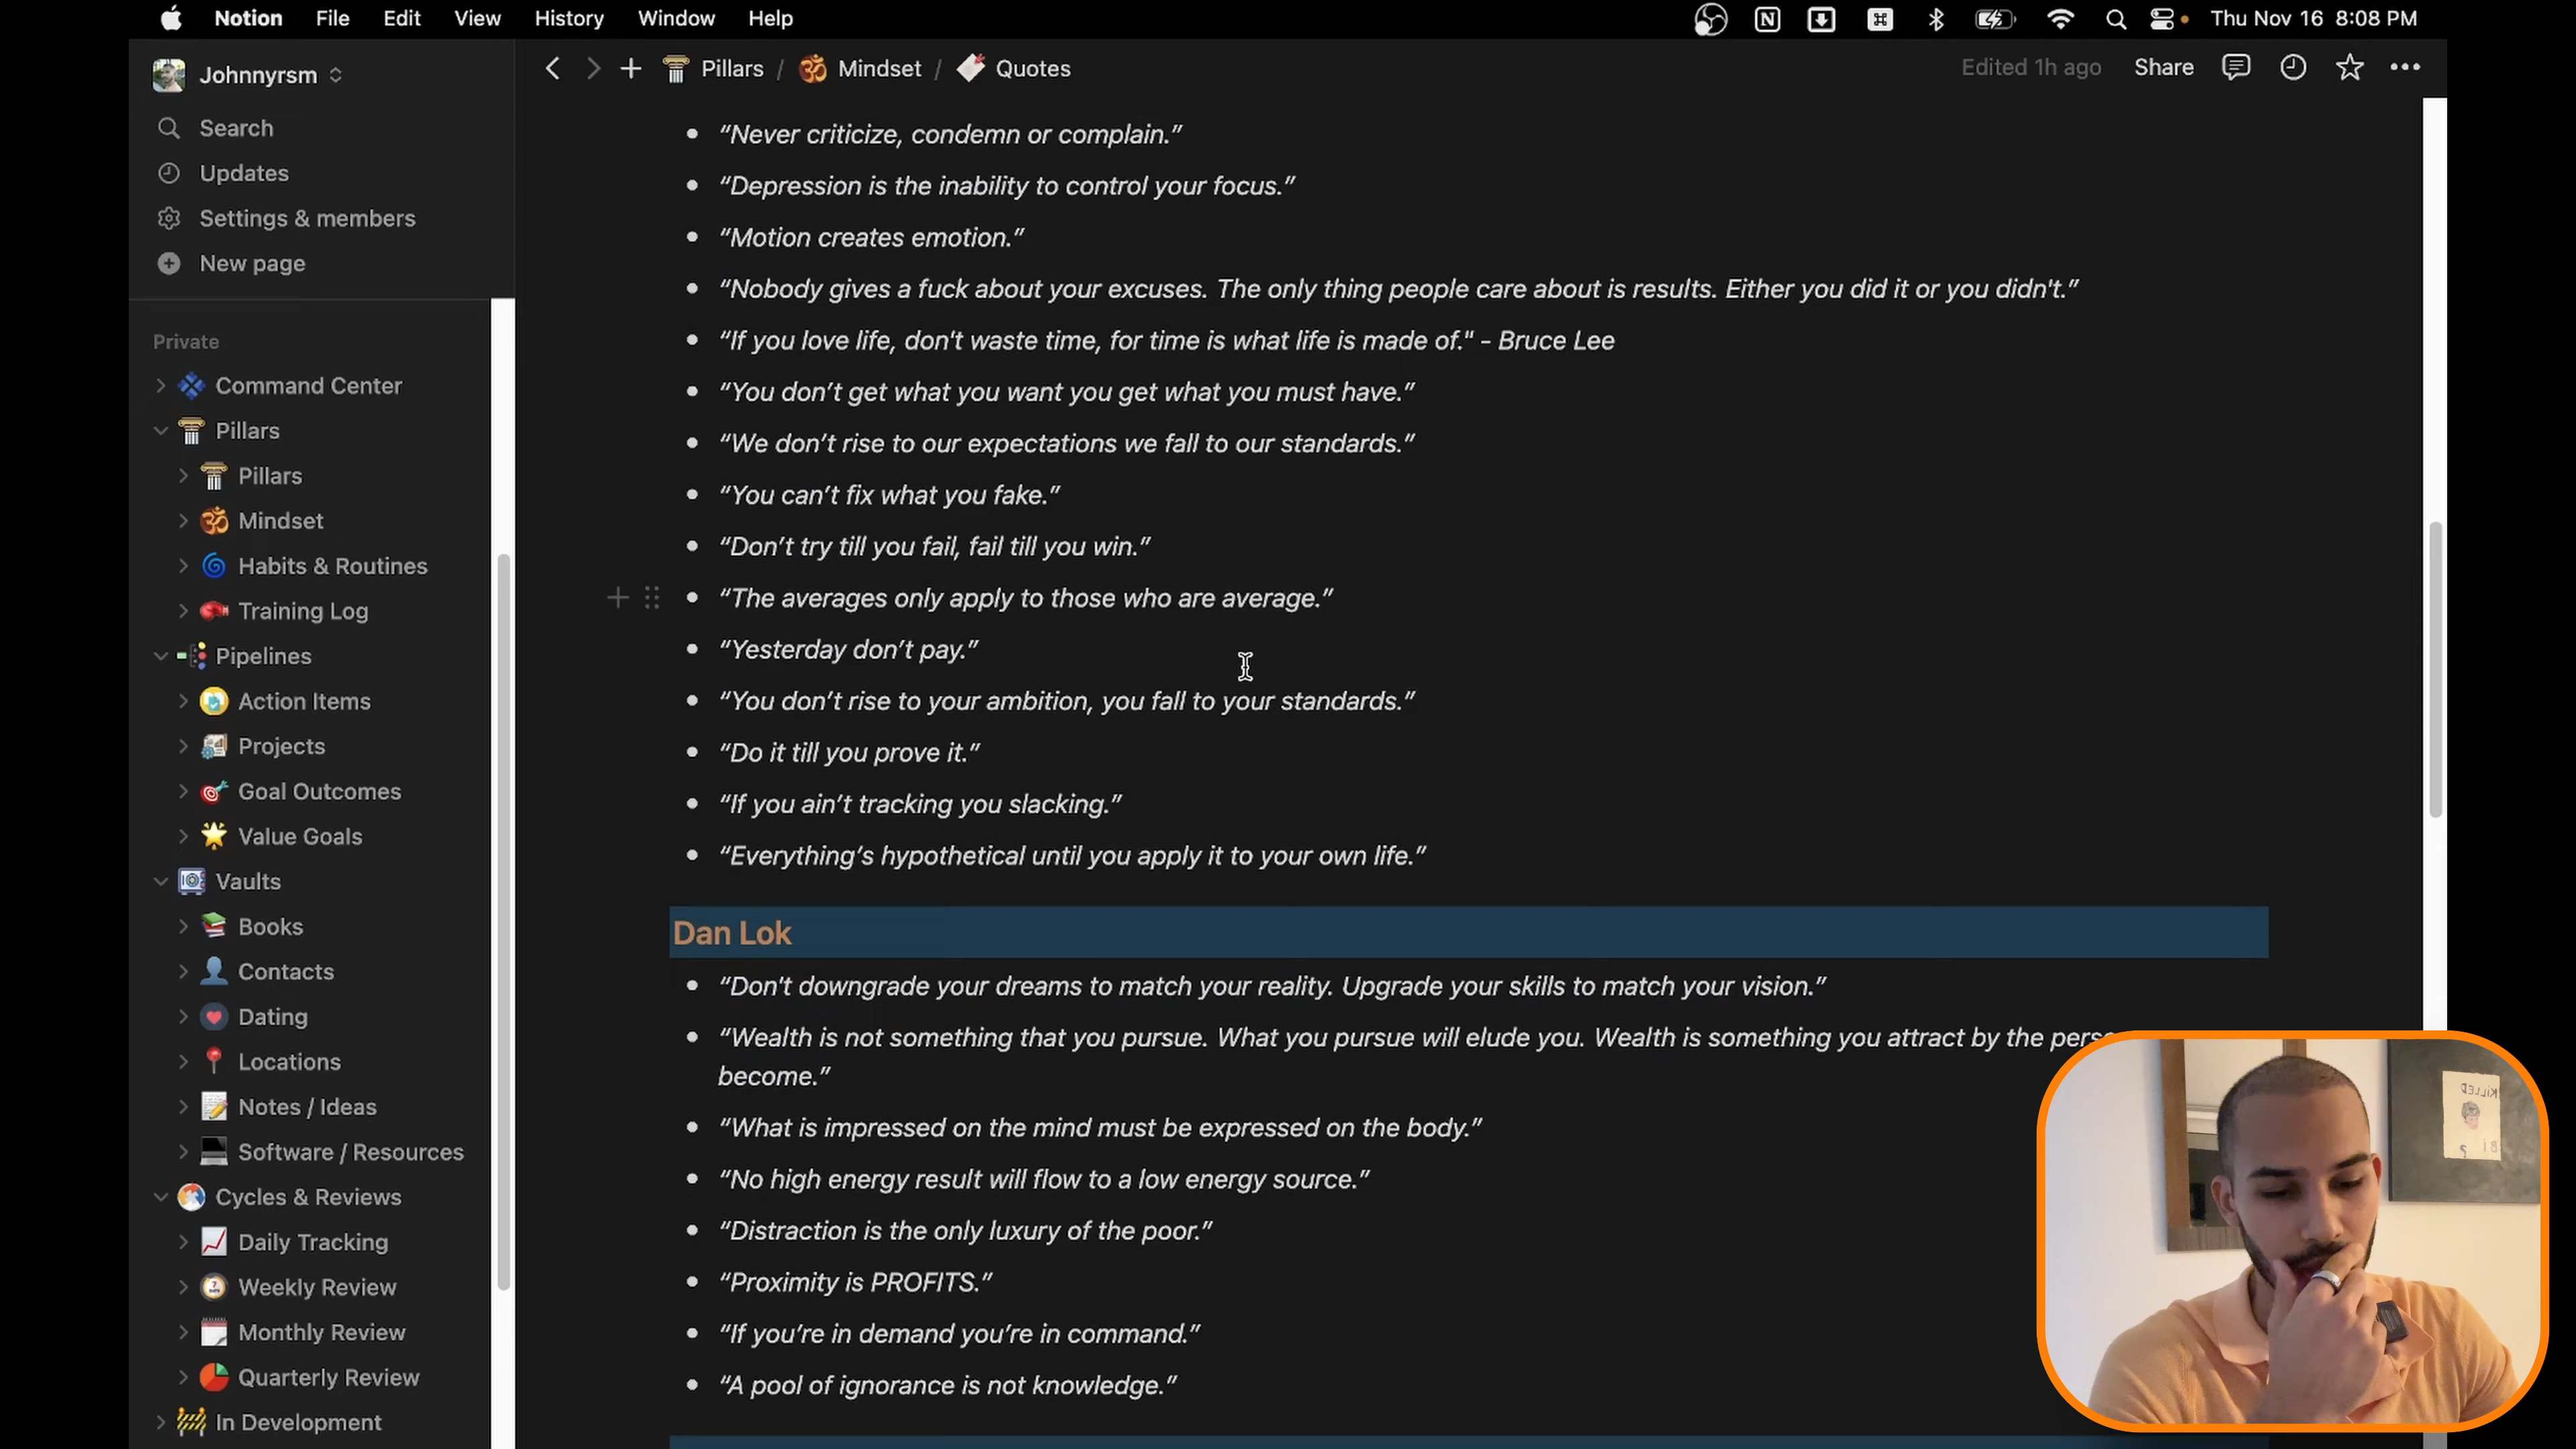 Notion File Edit View History Window Help
Thu Nov 16 8:08 PM
Johnnyrsm
Search
Updates
Settings & members
New page
Private
Command Center
Pillars
Pillars
Mindset
Habits & Routines
Training Log
Pipelines
Action Items
Projects
Goal Outcomes
Value Goals
Vaults
Books
Contacts
Dating
Locations
Notes / Ideas
Software / Resources
Cycles & Reviews
Daily Tracking
Weekly Review
Monthly Review
Quarterly Review
In Development
Pillars / Mindset / Quotes
Edited 1h ago Share
“Never criticize, condemn or complain.”
“Depression is the inability to control your focus.”
“Motion creates emotion.”
“Nobody gives a fuck about your excuses. The only thing people care about is results. Either you did it or you didn't.”
“If you love life, don't waste time, for time is what life is made of." - Bruce Lee
“You don’t get what you want you get what you must have.”
“We don’t rise to our expectations we fall to our standards.”
“You can’t fix what you fake.”
“Don’t try till you fail, fail till you win.”
“The averages only apply to those who are average.”
“Yesterday don’t pay.”
“You don’t rise to your ambition, you fall to your standards.”
“Do it till you prove it.”
“If you ain’t tracking you slacking.”
“Everything’s hypothetical until you apply it to your own life.”
Dan Lok
“Don't downgrade your dreams to match your reality. Upgrade your skills to match your vision.”
“Wealth is not something that you pursue. What you pursue will elude you. Wealth is something you attract by the
become.”
“What is impressed on the mind must be expressed on the body.”
“No high energy result will flow to a low energy source.”
“Distraction is the only luxury of the poor.”
“Proximity is PROFITS.”
“If you’re in demand you’re in command.”
“A pool of ignorance is not knowledge.”
KILLED